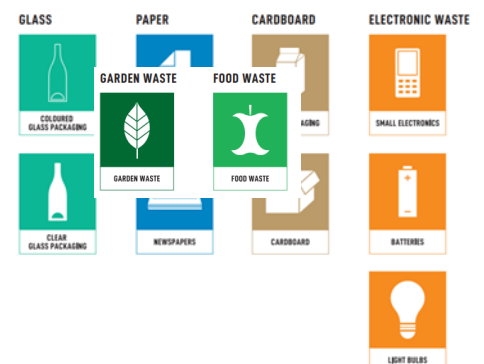 GLASS
PAPER
CARDBOARD
ELECTRONIC WASTE
GARDEN WASTE
FOOD WASTE
COLOURED
GLASS PACKAGING
AGING
SMALL ELECTRONICS
GARDEN WASTE
FOOD WASTE
CLEAR
GLASS PACKAGING
NEWSPAPERS
CARDBOARD
BATTERIES
LIGHT BULBS